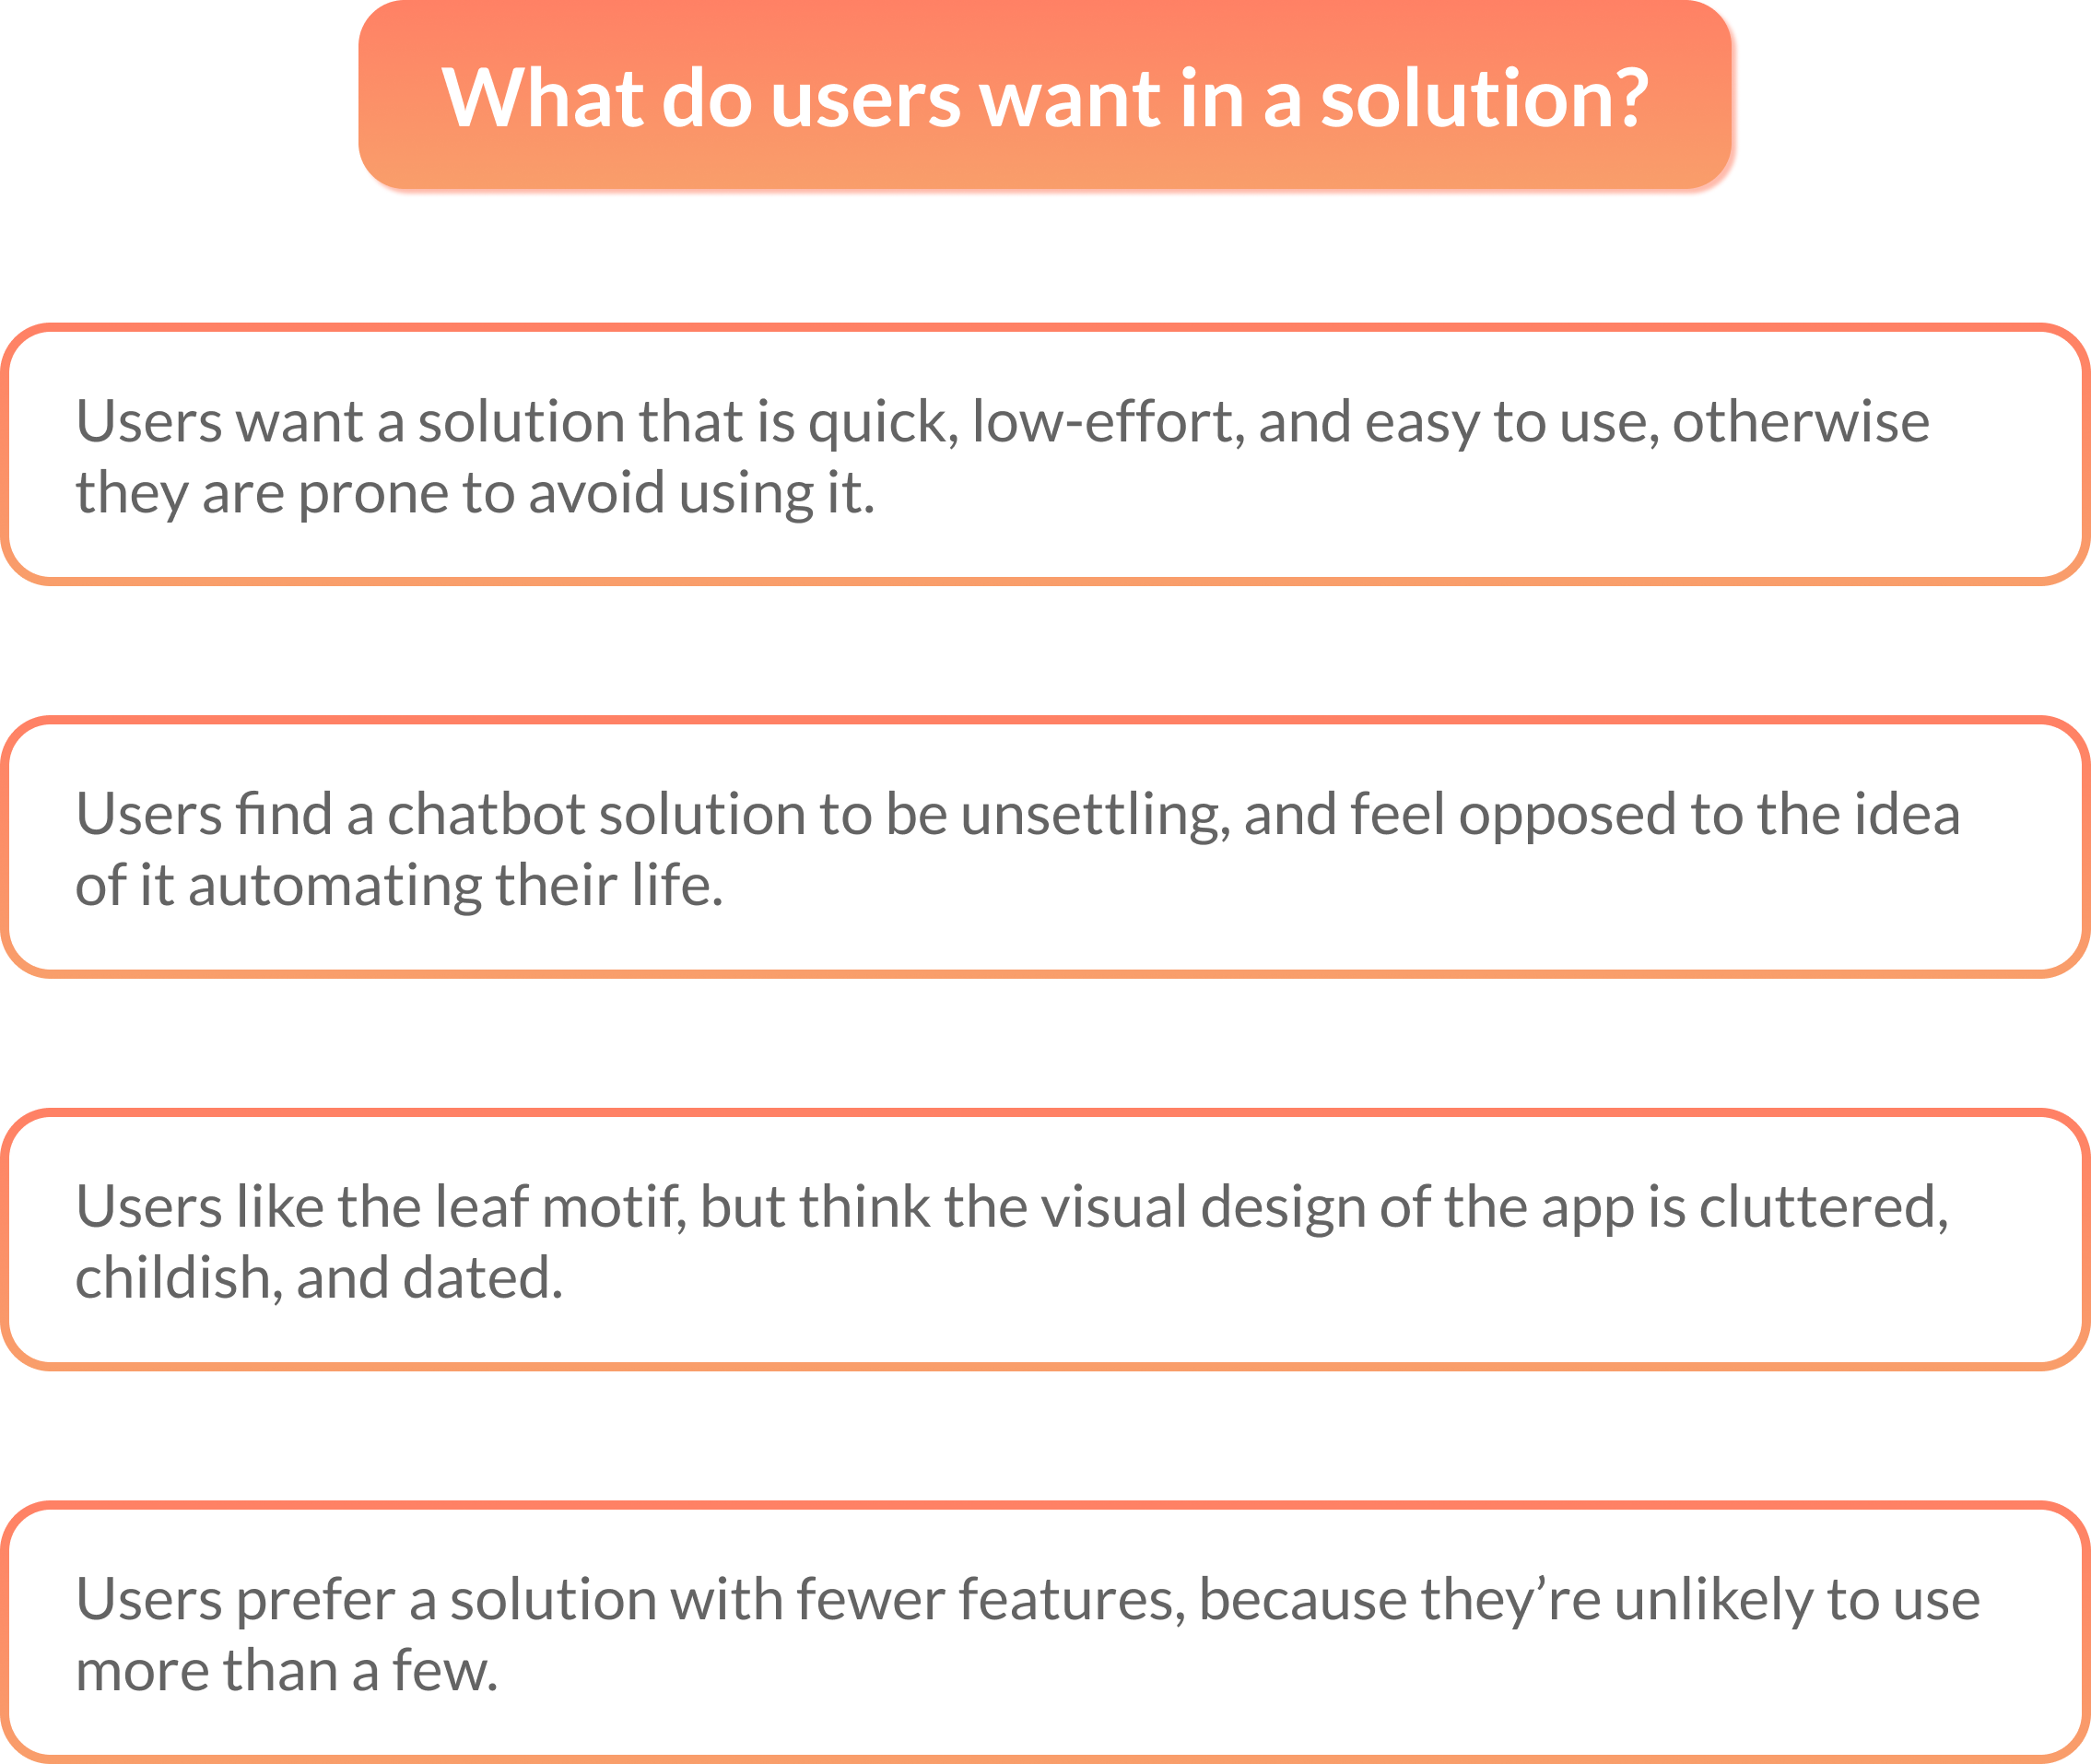 What do users want in a solution?
Users want a solution that is quick, low-effort, and easy to use, otherwise
they are prone to avoid using it.
Users find a chatbot solution to be unsettling, and feel opposed to the idea
of it automating their life.
Users like the leaf motif, but think the visual design of the app is cluttered,
childish, and dated.
Users prefer a solution with fewer features, because they’re unlikely to use
more than a few.